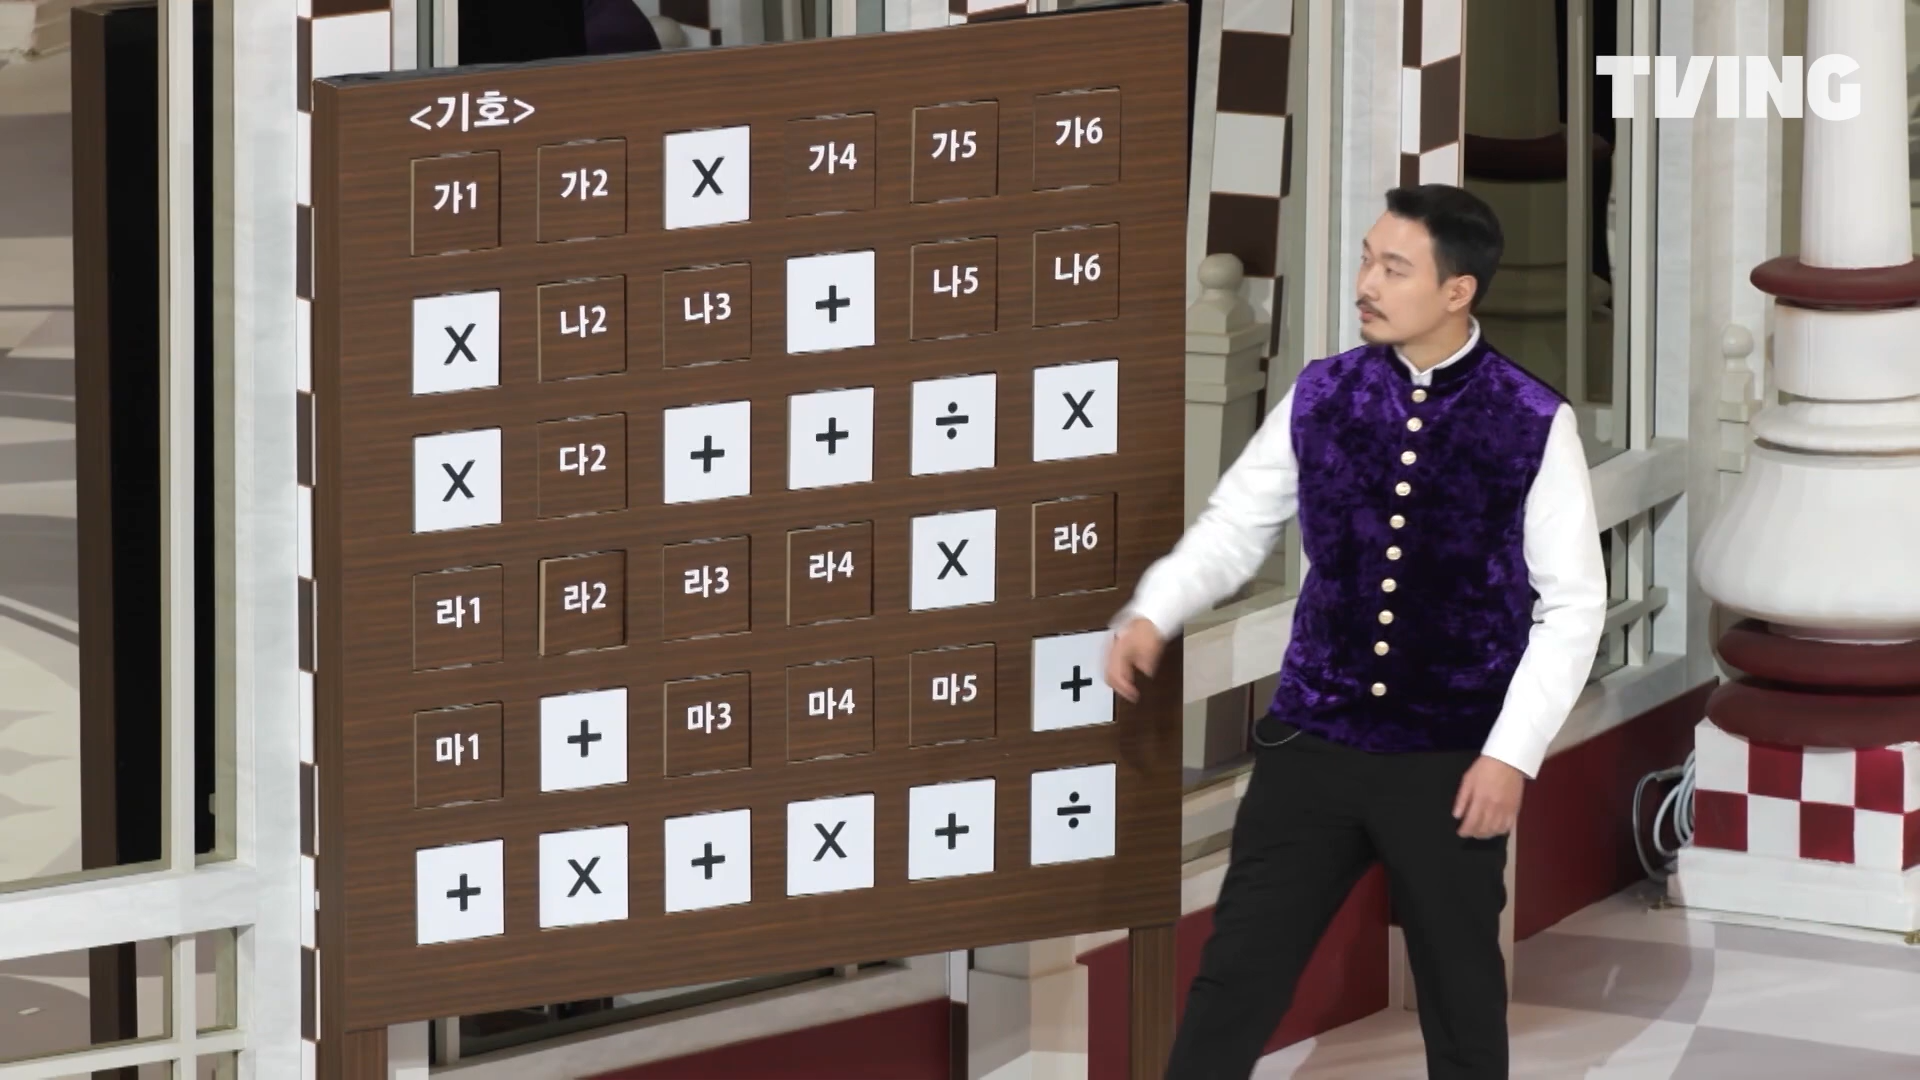 TVING
<기호>
가1 가2 X 가4 가5 가6
X 나2 나3 + 나5 나6
X 다2 + + ÷ X
라1 라2 라3 라4 X 라6
마1 + 마3 마4 마5 +
+ X + X + ÷